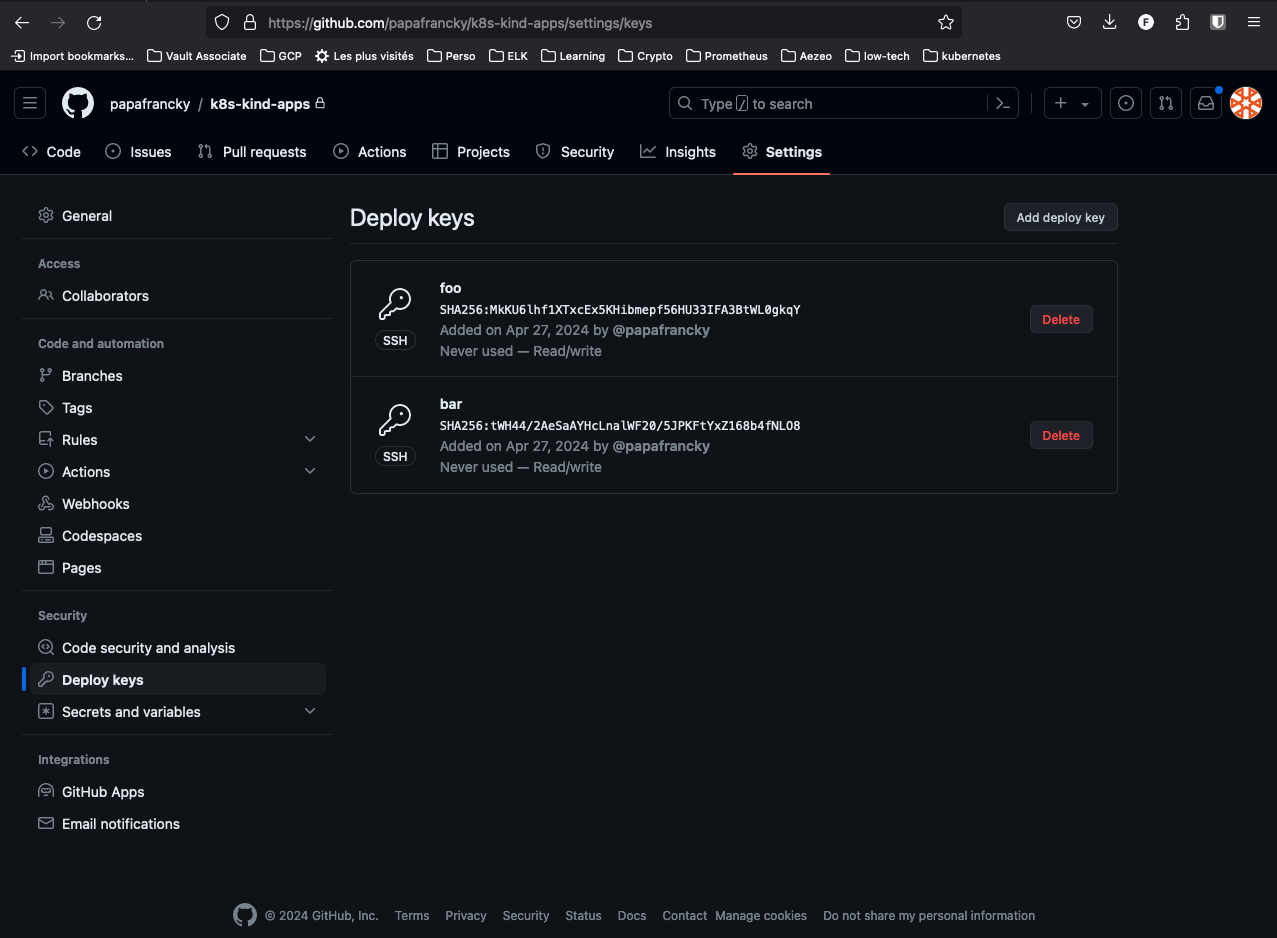 https://github.com/papafrancky/k8s-kind-apps/settings/keys
F
Import bookmarks... Vault Associate GCP Les plus visités Perso ELK Learning Crypto Prometheus Aezeo low-tech kubernetes
papafrancky / k8s-kind-apps
Type / to search
Code Issues Pull requests Actions Projects Security Insights Settings
General
Access
Collaborators
Code and automation
Branches
Tags
Rules
Actions
Webhooks
Codespaces
Pages
Security
Code security and analysis
Deploy keys
Secrets and variables
Integrations
GitHub Apps
Email notifications
Deploy keys
Add deploy key
foo
SHA256:MkKU6lhf1XTxcEx5KHibmepf56HU33IFA3BtWL0gkqY
Added on Apr 27, 2024 by @papafrancky
Never used — Read/write
SSH
Delete
bar
SHA256:tWH44/2AeSaAYHcLnalWF20/5JPKFtYxZ168b4fNLO8
Added on Apr 27, 2024 by @papafrancky
Never used — Read/write
SSH
Delete
© 2024 GitHub, Inc. Terms Privacy Security Status Docs Contact Manage cookies Do not share my personal information